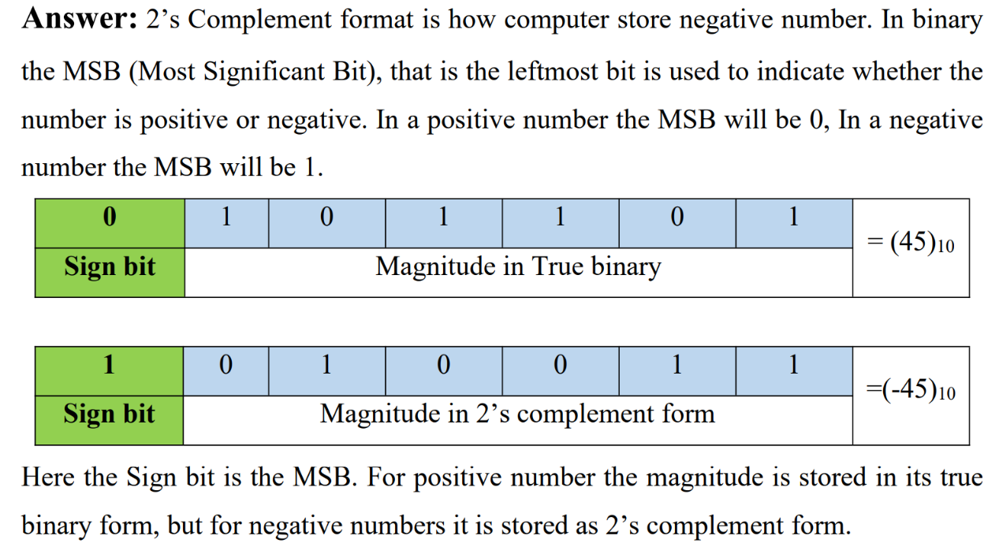 Answer: 2’s Complement format is how computer store negative number. In binary
the MSB (Most Significant Bit), that is the leftmost bit is used to indicate whether the
number is positive or negative. In a positive number the MSB will be 0, In a negative
number the MSB will be 1.
0 1 0 1 1 0 1
= (45)10
Sign bit Magnitude in True binary
1 0 1 0 0 1 1
=(-45)10
Sign bit Magnitude in 2’s complement form
Here the Sign bit is the MSB. For positive number the magnitude is stored in its true
binary form, but for negative numbers it is stored as 2’s complement form.